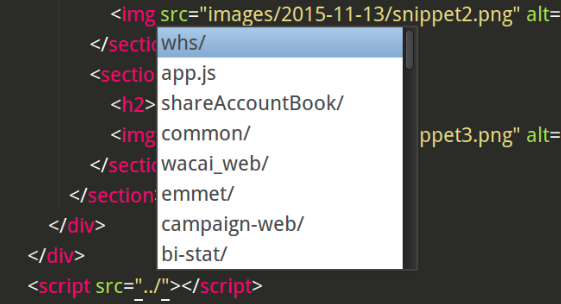 <img src="images/2015-11-13/snippet2.png" alt=
</sectio
whs/
<sectio
app.js
<h2>
shareAccountBook/
<img
common/
ppet3.png" alt=
</sectio
wacai_web/
</section>
emmet/
</div>
campaign-web/
</div>
bi-stat/
<script src="../"></script>